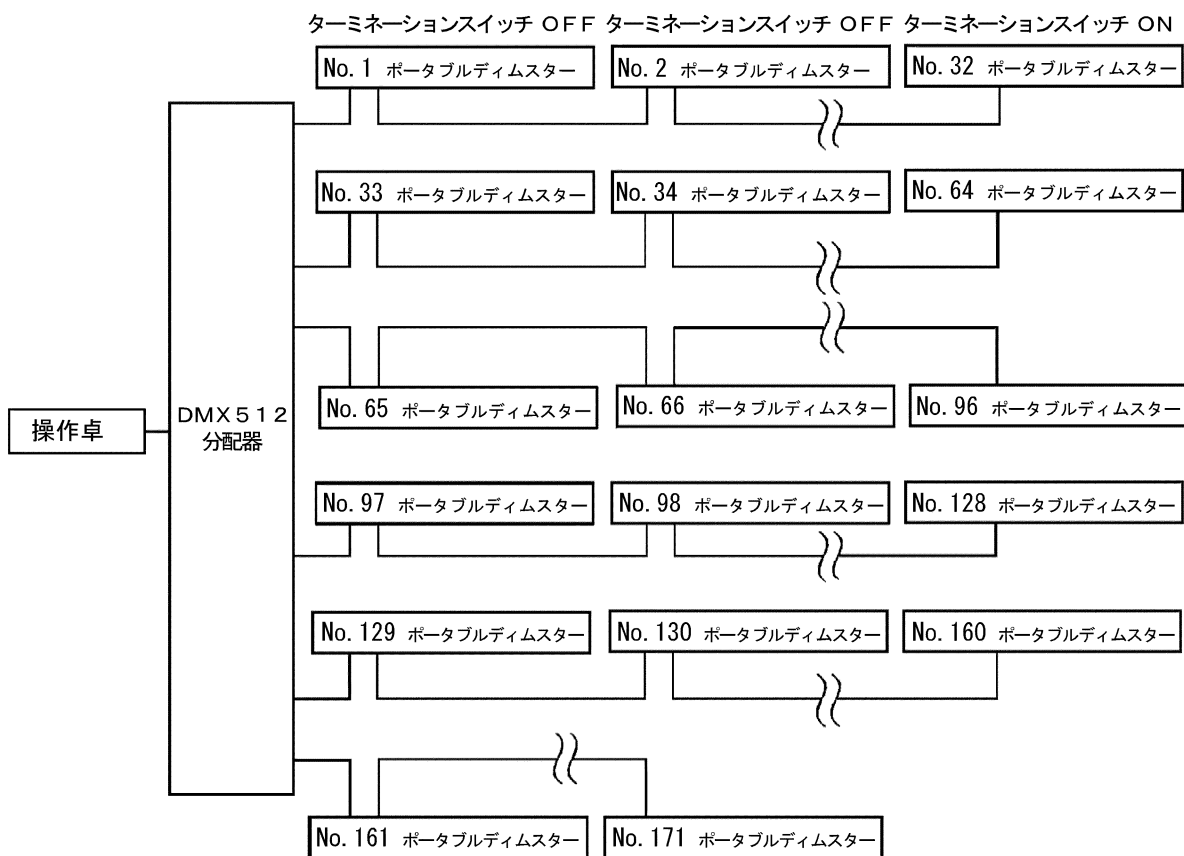 ターミネーションスイッチ OFF ターミネーションスイッチ OFF ターミネーションスイッチ ON
No. 1 ポータブルディムスター
No. 2 ポータブルディムスター
No. 32 ポータブルディムスター
No. 33 ポータブルディムスター
No. 34 ポータブルディムスター
No. 64 ポータブルディムスター
No. 65 ポータブルディムスター
No. 66 ポータブルディムスター
No. 96 ポータブルディムスター
操作卓
DMX512
分配器
No. 97 ポータブルディムスター
No. 98 ポータブルディムスター
No. 128 ポータブルディムスター
No. 129 ポータブルディムスター
No. 130 ポータブルディムスター
No. 160 ポータブルディムスター
No. 161 ポータブルディムスター
No. 171 ポータブルディムスター